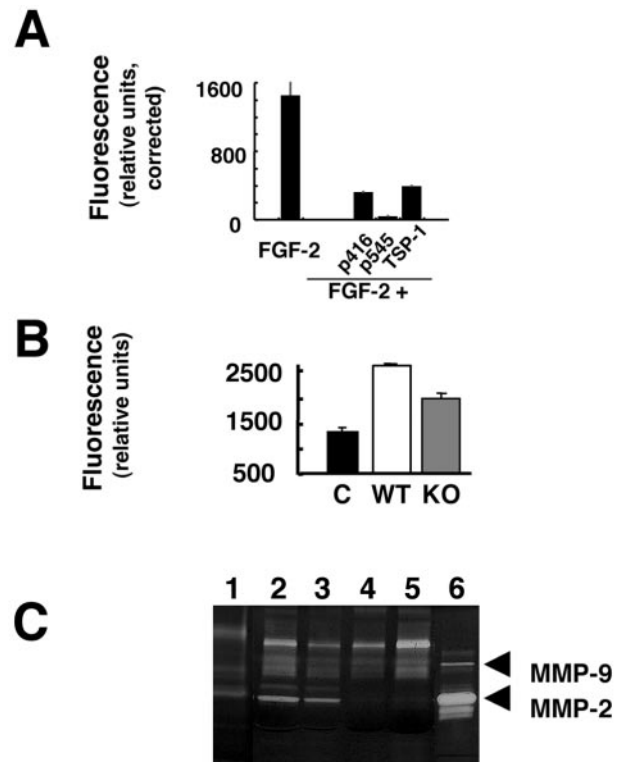 A
Fluorescence
(relative units,
corrected)
1600
800
0
FGF-2
p416
p545
TSP-1
FGF-2 +
B
Fluorescence
(relative units)
2500
1500
500
C WT KO
C
1 2 3 4 5 6
MMP-9
MMP-2